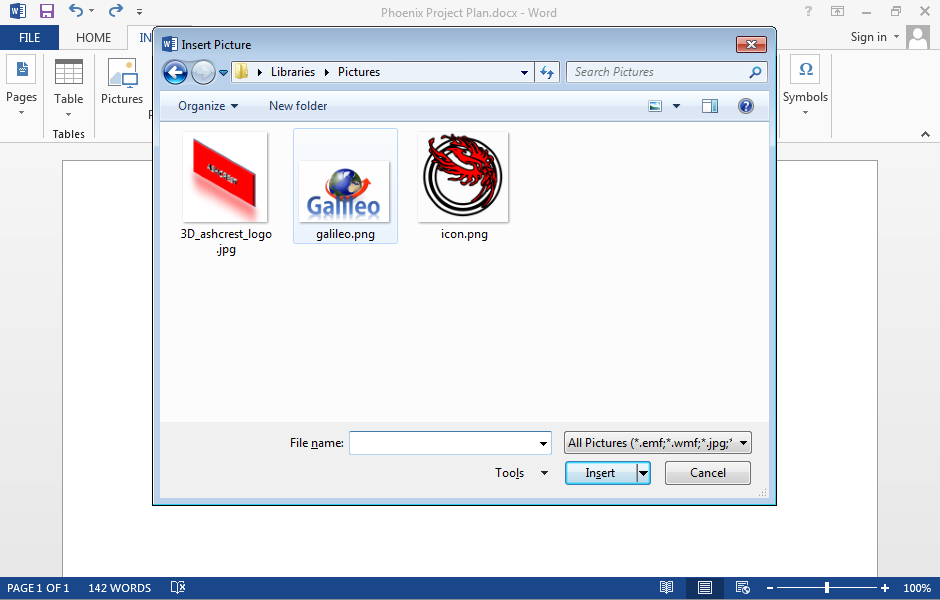 Phoenix Project Plan.docx - Word
FILE
HOME
IN
Sign in
Insert Picture
Libraries
Pictures
Search Pictures
Organize
New folder
Pages
Table
Pictures
Tables
Symbols
Galileo
3D_ashcrest_logo
.jpg
galileo.png
icon.png
File name:
All Pictures (*.emf;*.wmf;*.jpg;*
Tools
Insert
Cancel
PAGE 1 OF 1
142 WORDS
100%